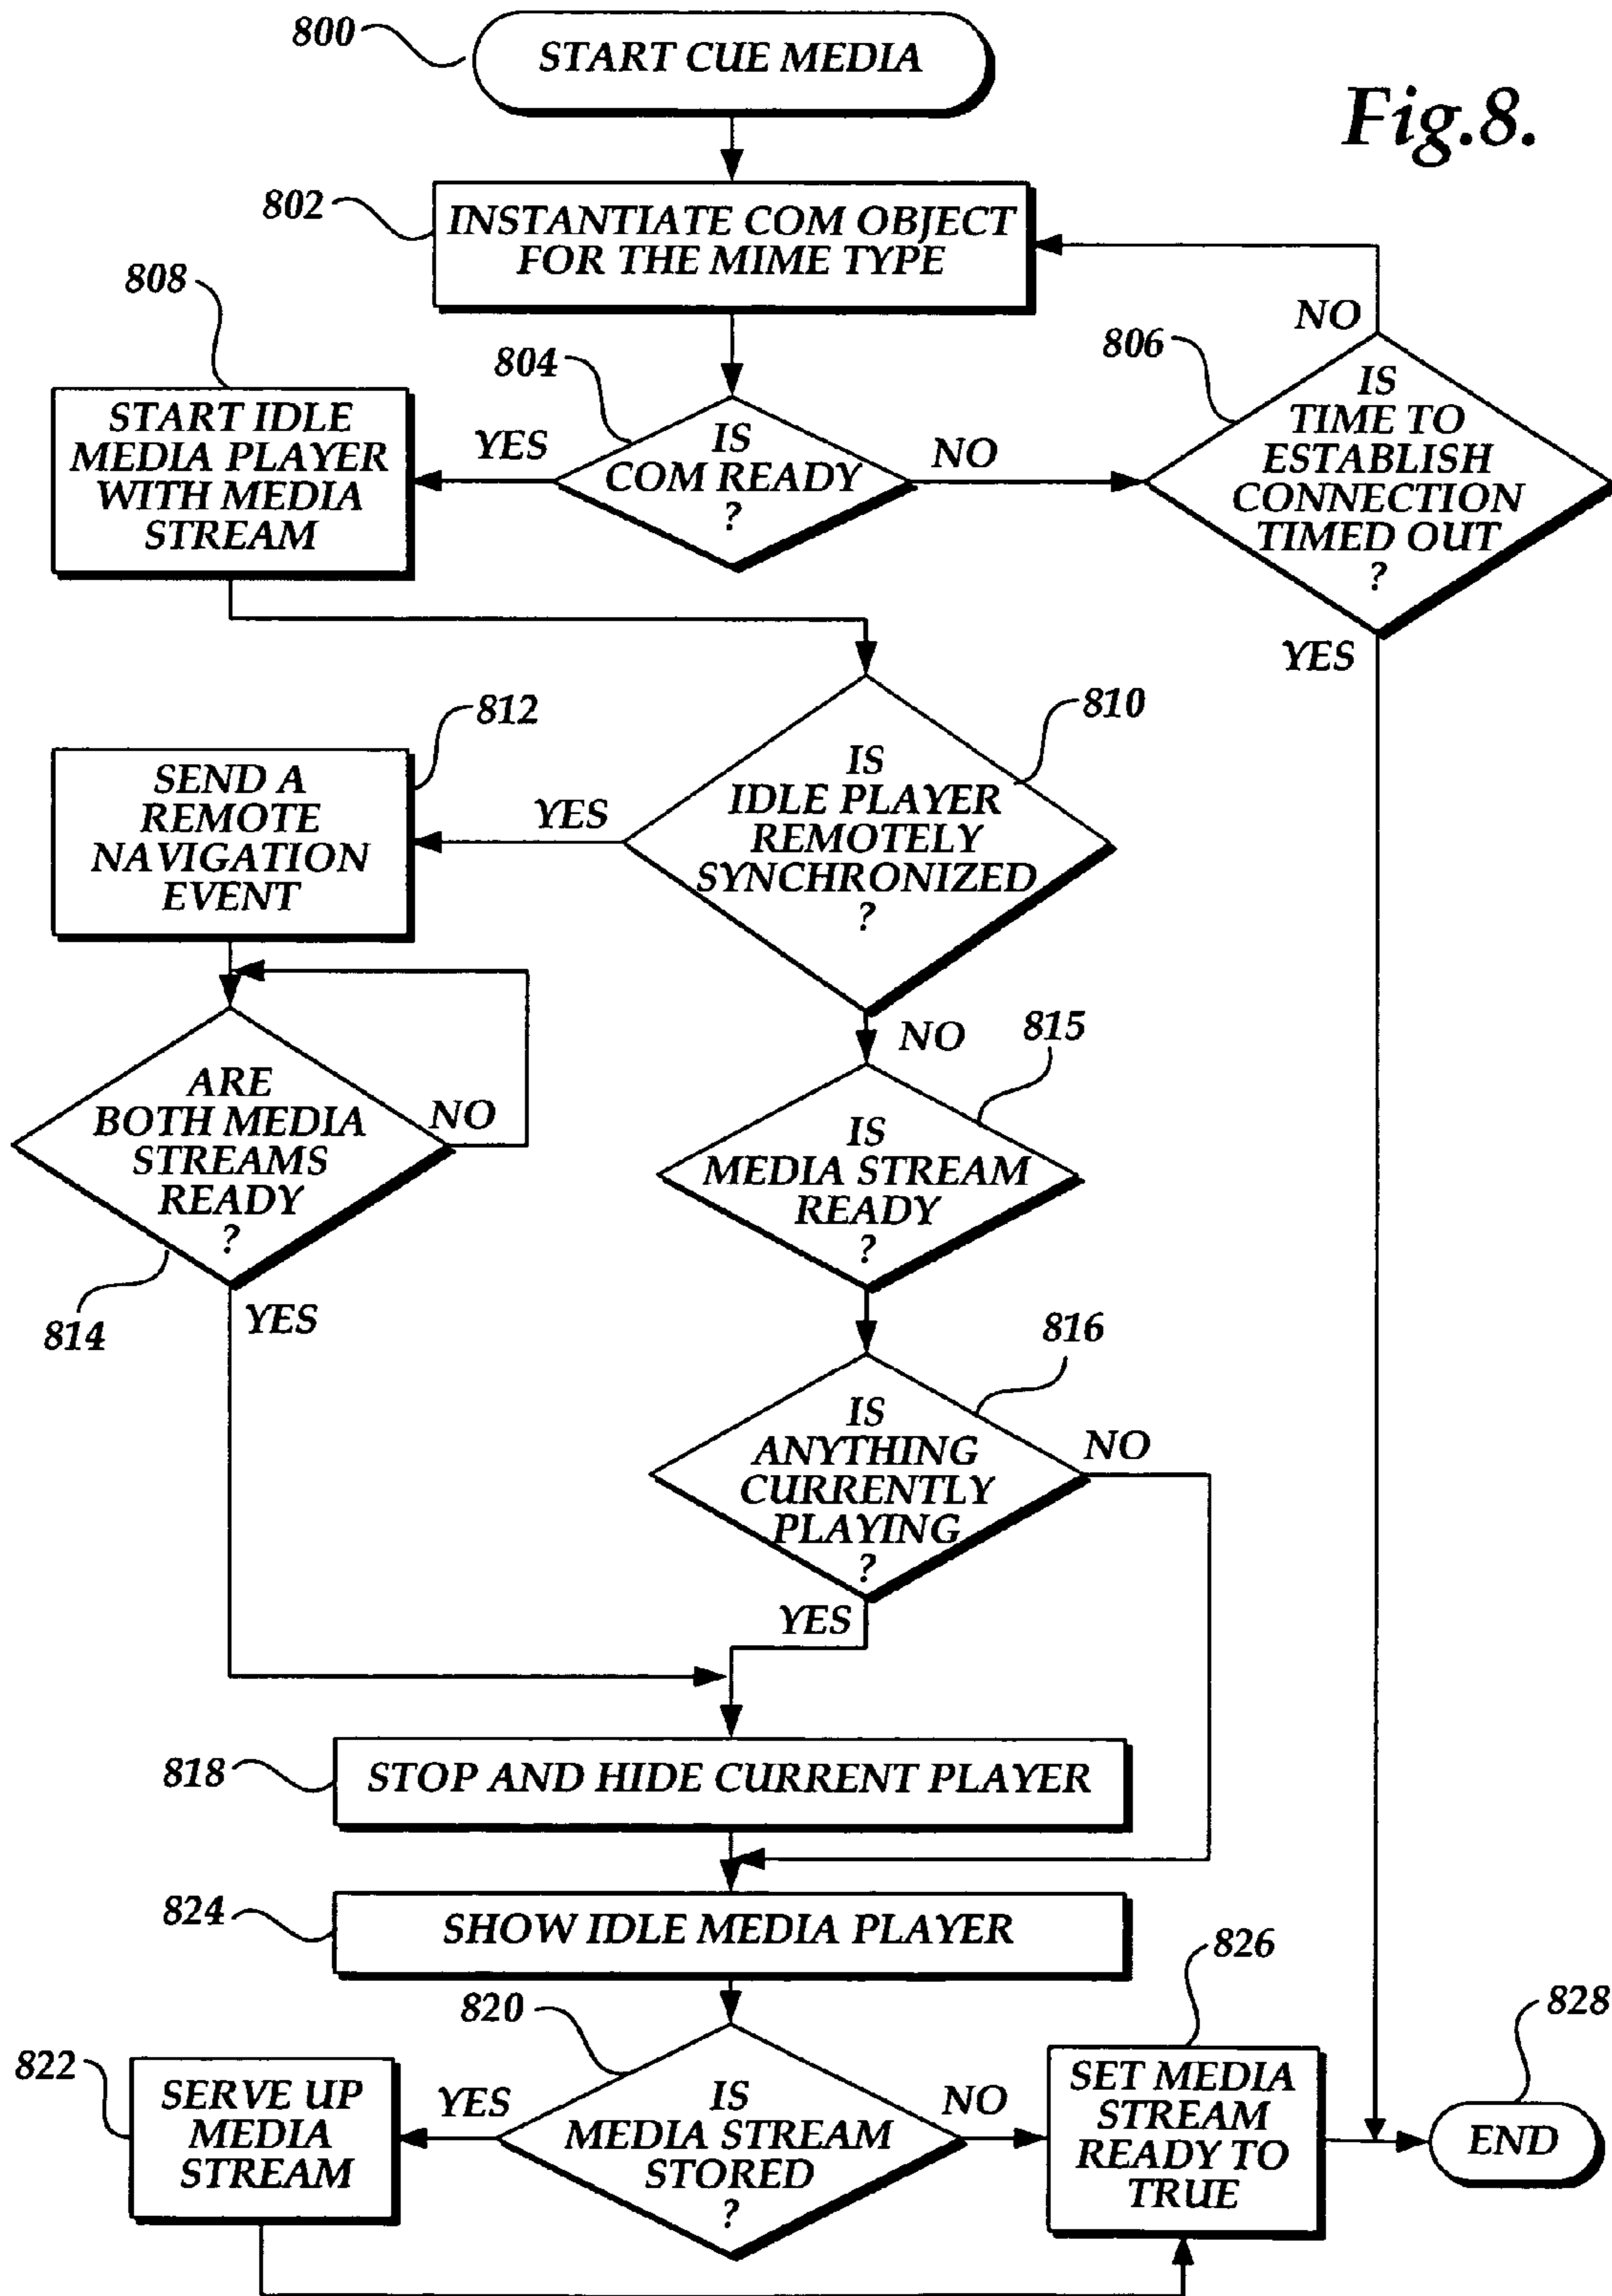 800
START CUE MEDIA
Fig.8.
802
INSTANTIATE COM OBJECT
FOR THE MIME TYPE
808
NO
804
806
START IDLE
MEDIA PLAYER
WITH MEDIA
STREAM
YES
IS
COM READY
?
NO
IS
TIME TO
ESTABLISH
CONNECTION
TIMED OUT
?
YES
812
810
SEND A
REMOTE
NAVIGATION
EVENT
YES
IS
IDLE PLAYER
REMOTELY
SYNCHRONIZED
?
NO
815
ARE
BOTH MEDIA
STREAMS
READY
?
NO
IS
MEDIA STREAM
READY
?
814
YES
816
IS
ANYTHING
CURRENTLY
PLAYING
?
NO
YES
818
STOP AND HIDE CURRENT PLAYER
824
SHOW IDLE MEDIA PLAYER
826
820
828
822
SERVE UP
MEDIA
STREAM
YES
IS
MEDIA STREAM
STORED
?
NO
SET MEDIA
STREAM
READY TO
TRUE
END